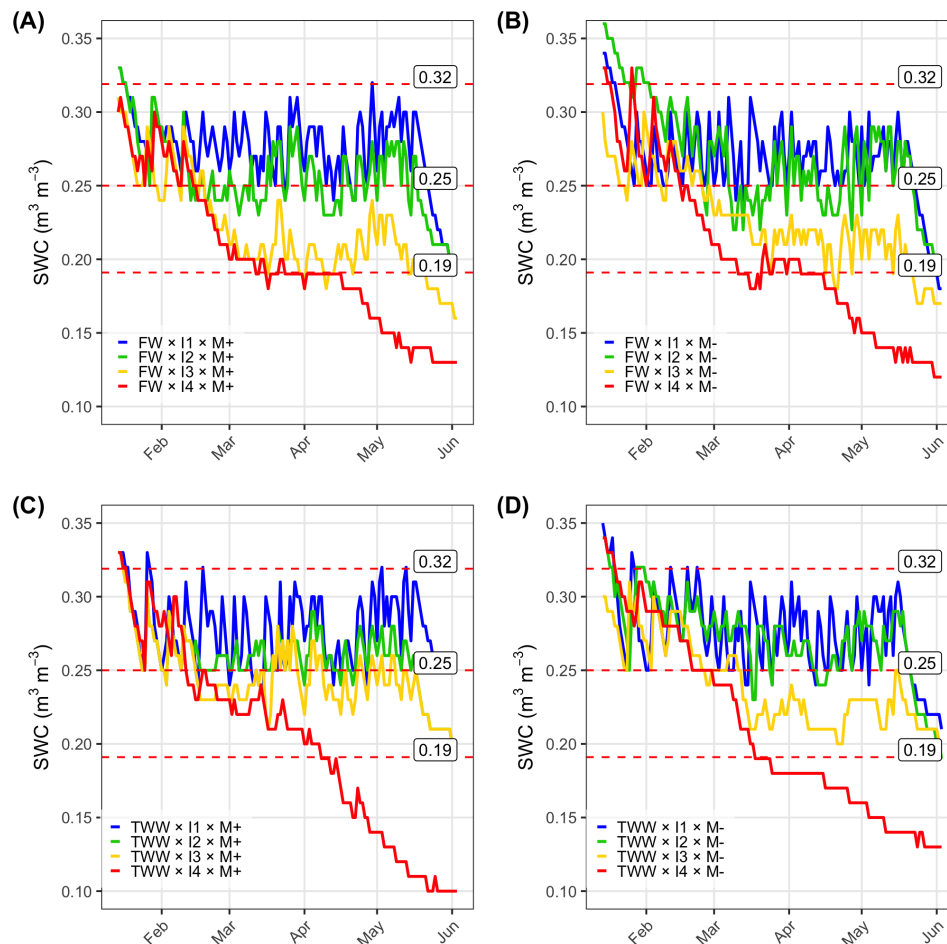 (A)
SWC (m³ m⁻³)
0.35
0.30
0.25
0.20
0.15
0.10
0.32
0.25
0.19
FW × I1 × M+
FW × I2 × M+
FW × I3 × M+
FW × I4 × M+
Feb Mar Apr May Jun
(B)
SWC (m³ m⁻³)
0.35
0.30
0.25
0.20
0.15
0.10
0.32
0.25
0.19
FW × I1 × M-
FW × I2 × M-
FW × I3 × M-
FW × I4 × M-
Feb Mar Apr May Jun
(C)
SWC (m³ m⁻³)
0.35
0.30
0.25
0.20
0.15
0.10
0.32
0.25
0.19
TWW × I1 × M+
TWW × I2 × M+
TWW × I3 × M+
TWW × I4 × M+
Feb Mar Apr May Jun
(D)
SWC (m³ m⁻³)
0.35
0.30
0.25
0.20
0.15
0.10
0.32
0.25
0.19
TWW × I1 × M-
TWW × I2 × M-
TWW × I3 × M-
TWW × I4 × M-
Feb Mar Apr May Jun